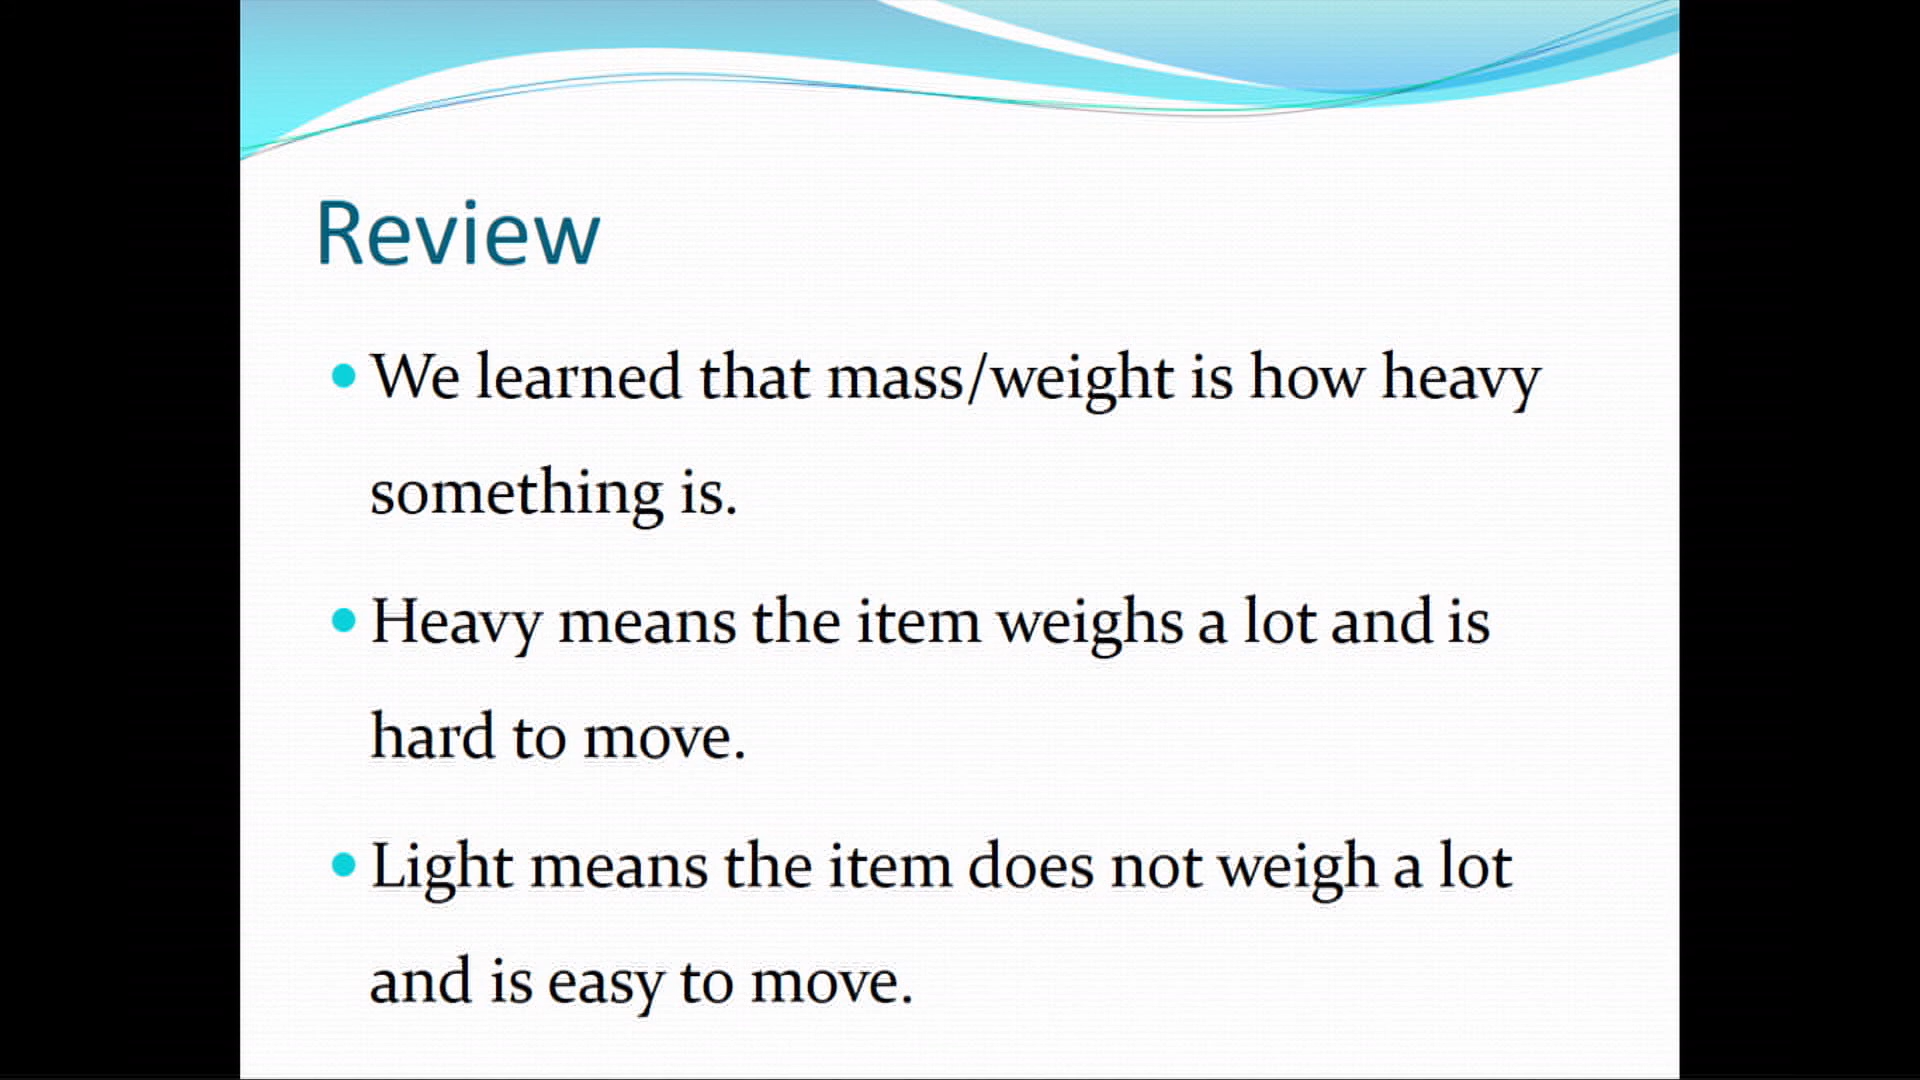 Review
We learned that mass/weight is how heavy
something is.
Heavy means the item weighs a lot and is
hard to move.
Light means the item does not weigh a lot
and is easy to move.